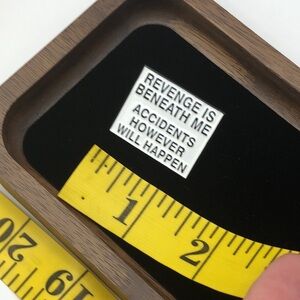 REVENGE IS
BENEATH ME
ACCIDENTS
HOWEVER
WILL HAPPEN
1
2
20
19